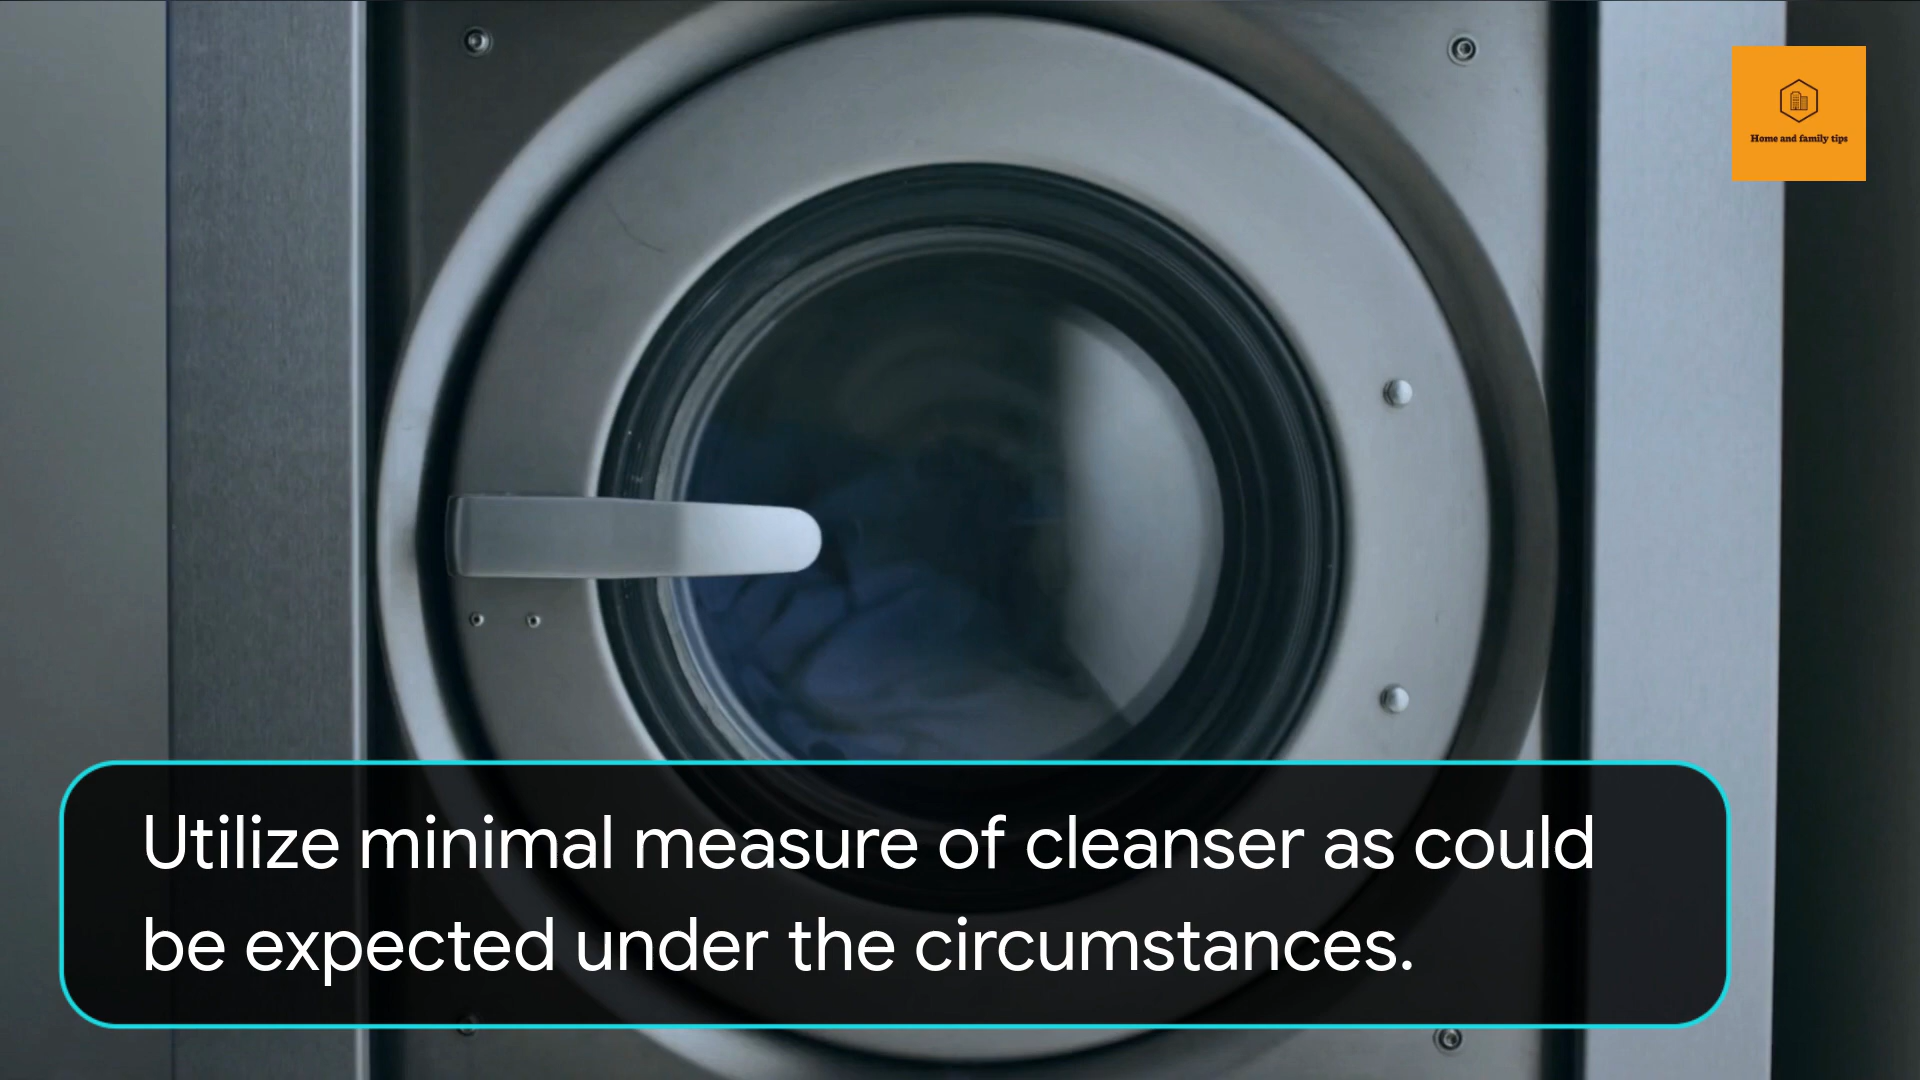 Home and family tips
Utilize minimal measure of cleanser as could
be expected under the circumstances.